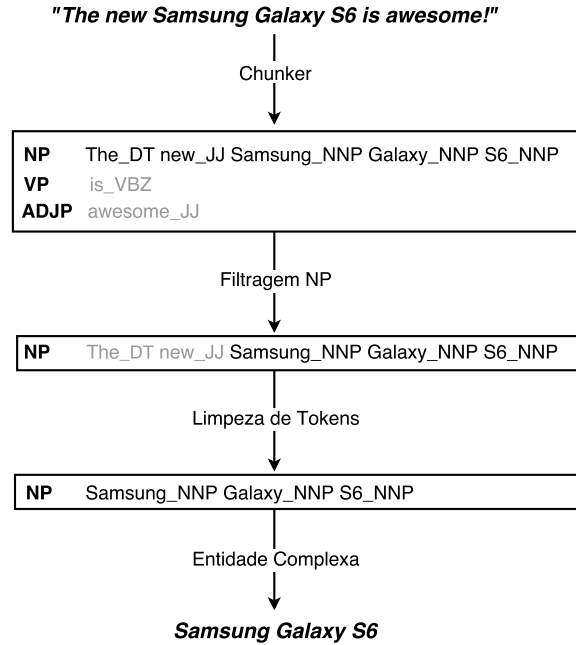 "The new Samsung Galaxy S6 is awesome!"
Chunker
NP The_DT new_JJ Samsung_NNP Galaxy_NNP S6_NNP
VP is_VBZ
ADJP awesome_JJ
Filtragem NP
NP The_DT new_JJ Samsung_NNP Galaxy_NNP S6_NNP
Limpeza de Tokens
NP Samsung_NNP Galaxy_NNP S6_NNP
Entidade Complexa
Samsung Galaxy S6